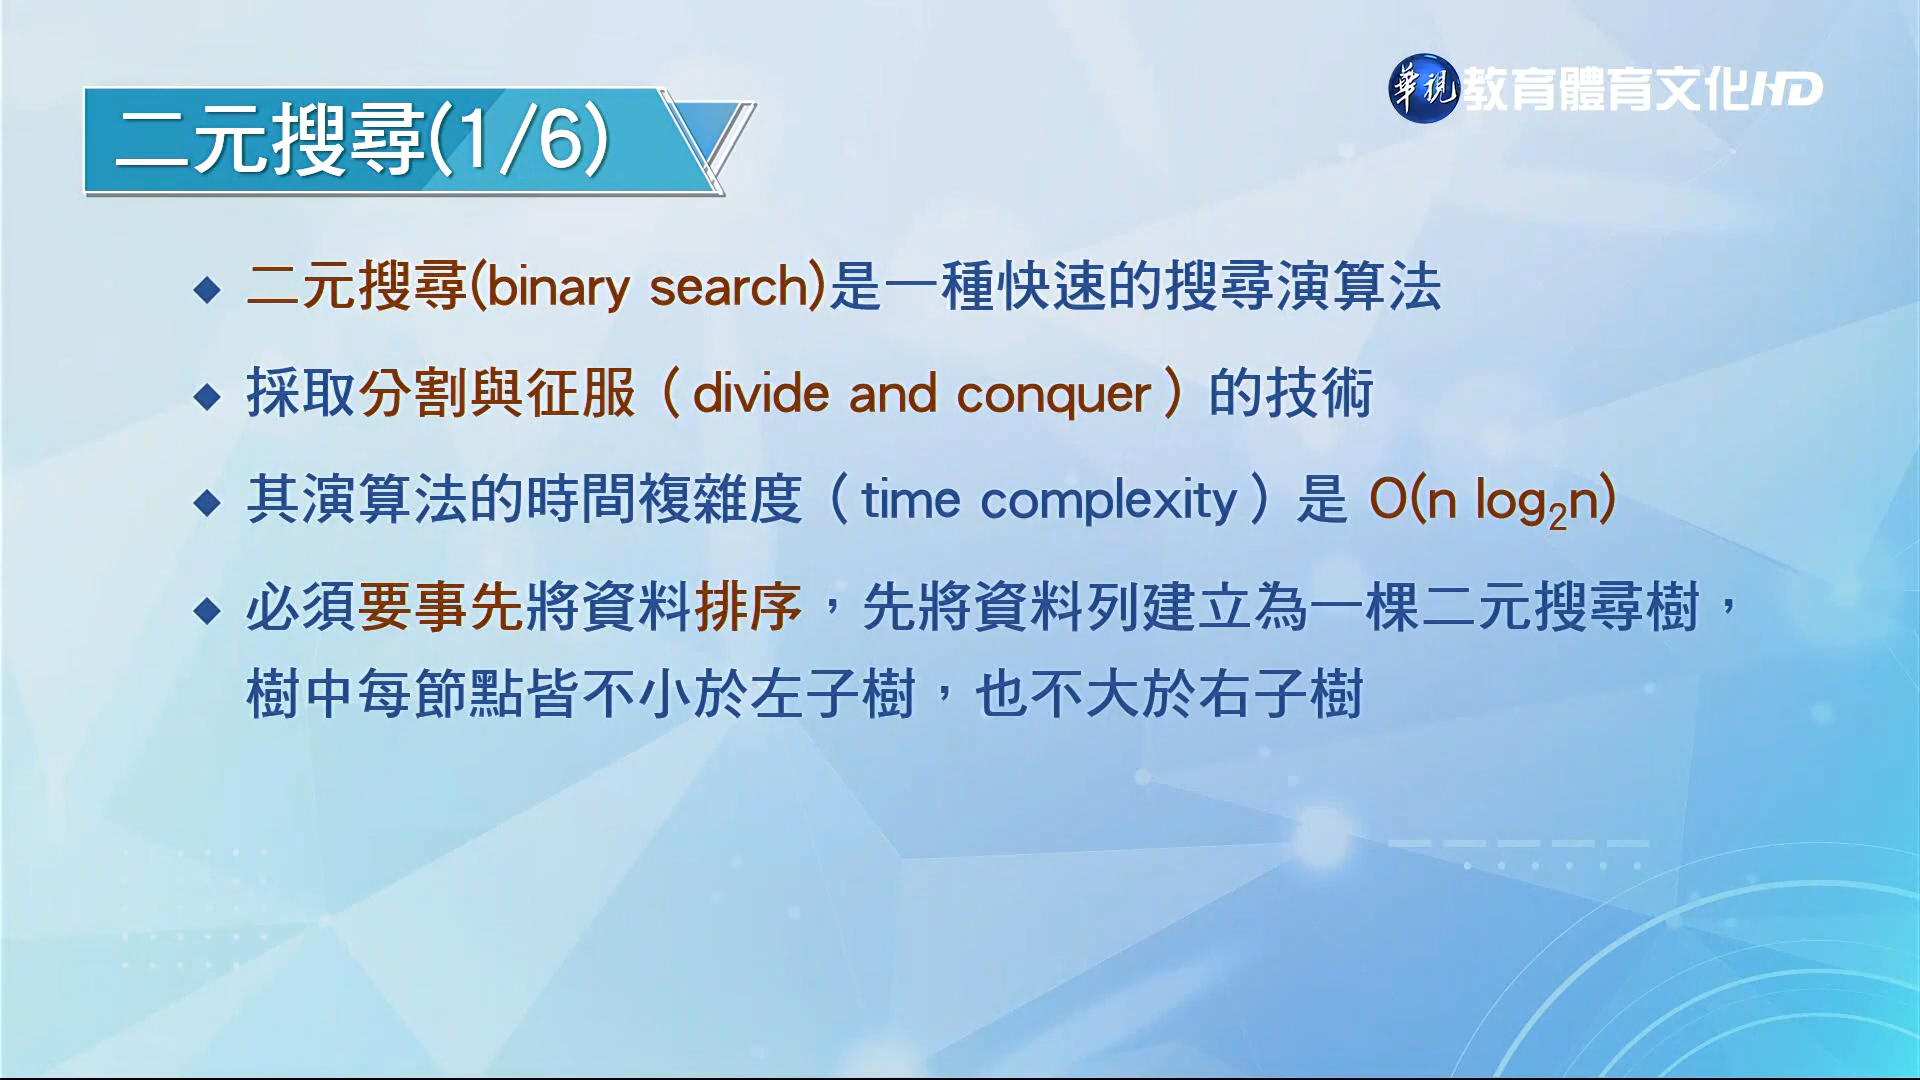 華視 教育體育文化HD
二元搜尋(1/6)
◆ 二元搜尋(binary search)是一種快速的搜尋演算法
◆ 採取分割與征服（divide and conquer）的技術
◆ 其演算法的時間複雜度（time complexity）是 O(n log₂n)
◆ 必須要事先將資料排序，先將資料列建立為一棵二元搜尋樹，
樹中每節點皆不小於左子樹，也不大於右子樹